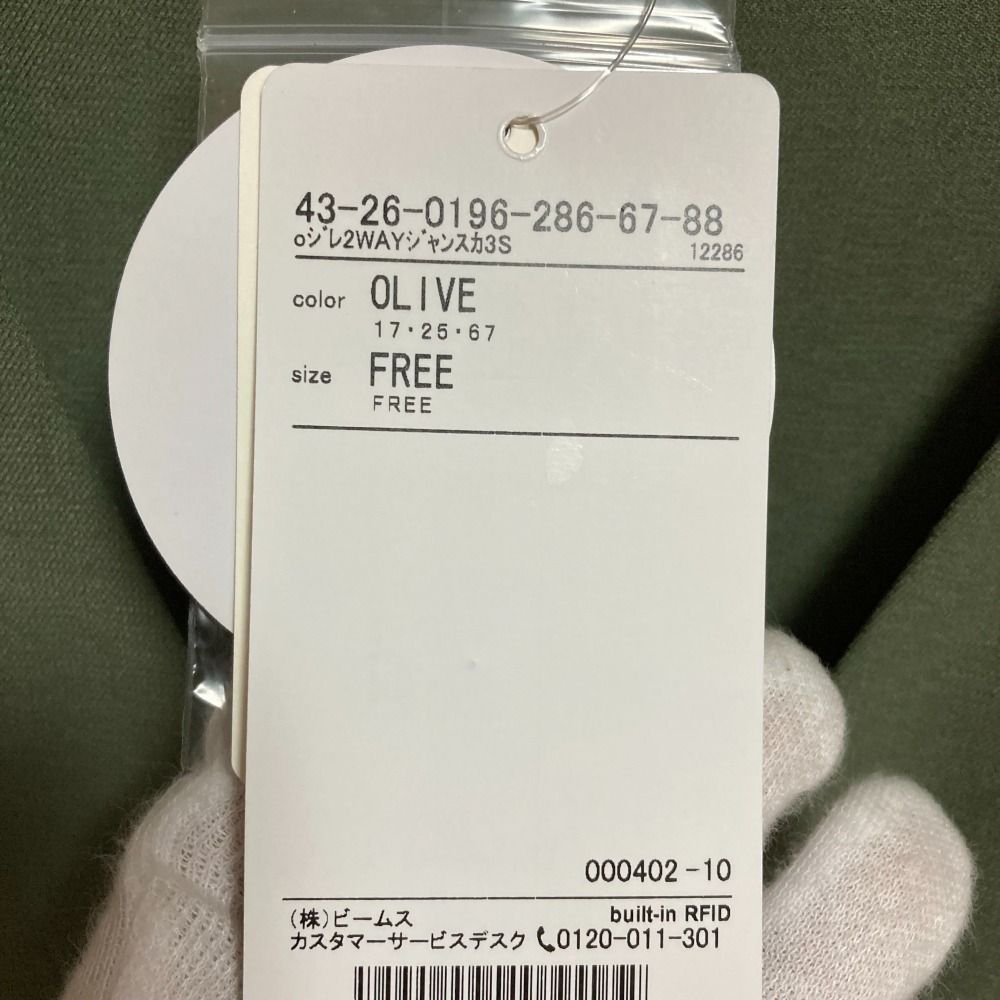 43-26-0196-286-67-88
oジレ2WAYジャンスカ3S 12286
color OLIVE
17・25・67
size FREE
FREE
000402-10
(株)ビームス built-in RFID
カスタマーサービスデスク 0120-011-301